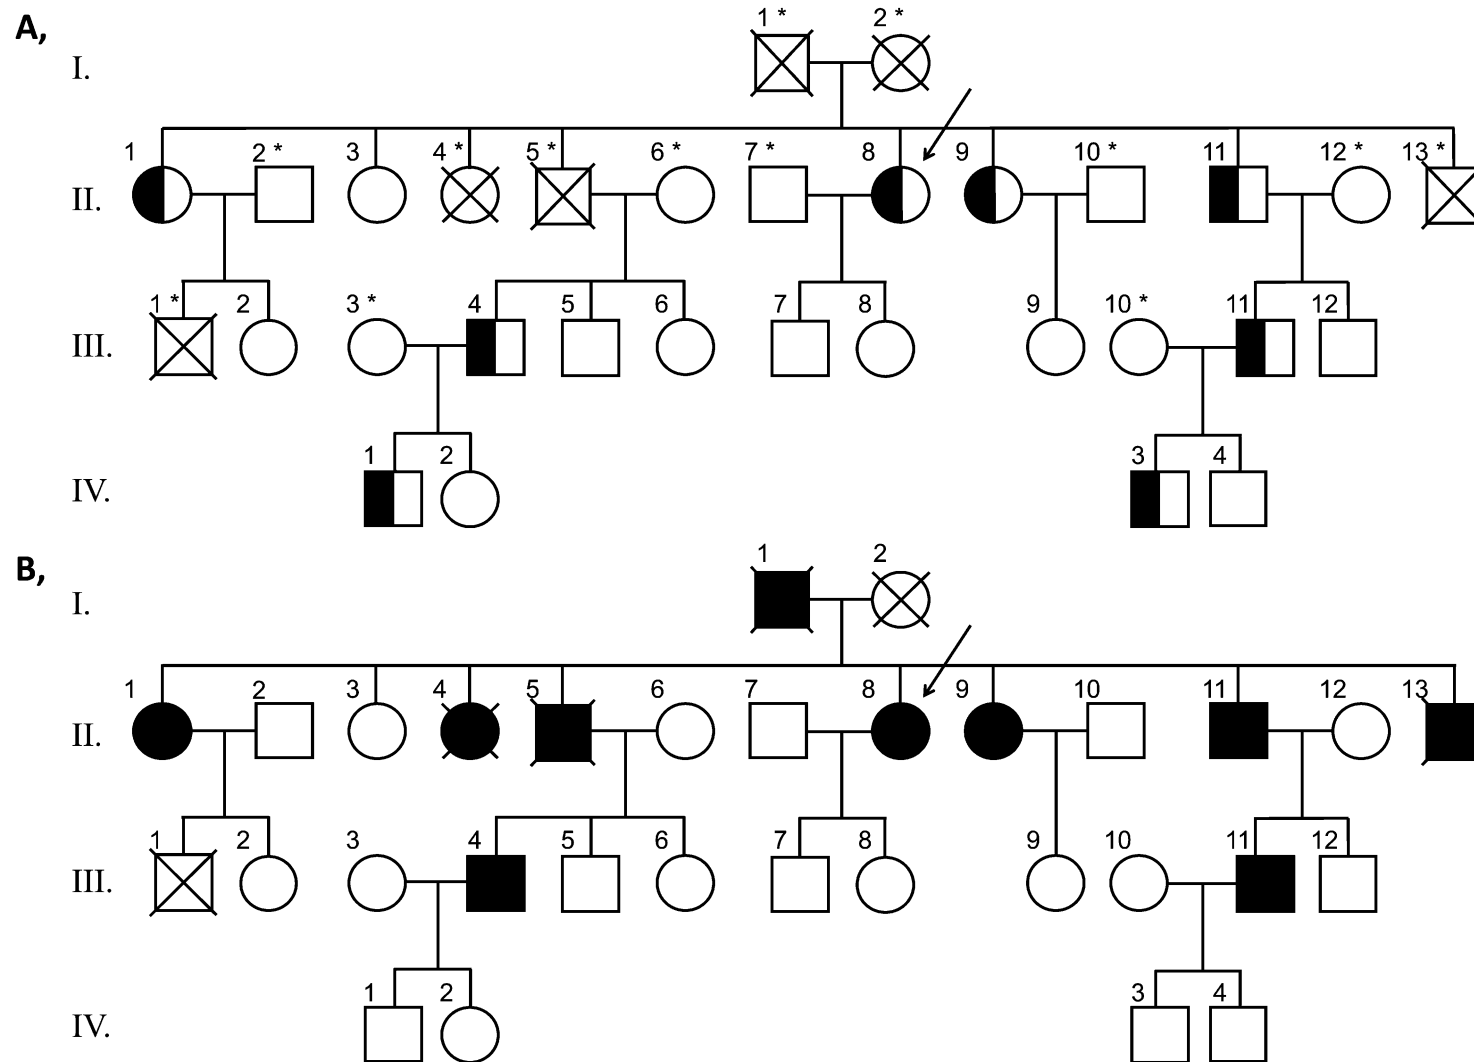 A,
1 * 2 *
I.
1 2 * 3 4 * 5 * 6 * 7 * 8 9 10 * 11 12 * 13 *
II.
1 * 2 3 * 4 5 6 7 8 9 10 * 11 12
III.
1 2 3 4
IV.
B,
1 2
I.
1 2 3 4 5 6 7 8 9 10 11 12 13
II.
1 2 3 4 5 6 7 8 9 10 11 12
III.
1 2 3 4
IV.